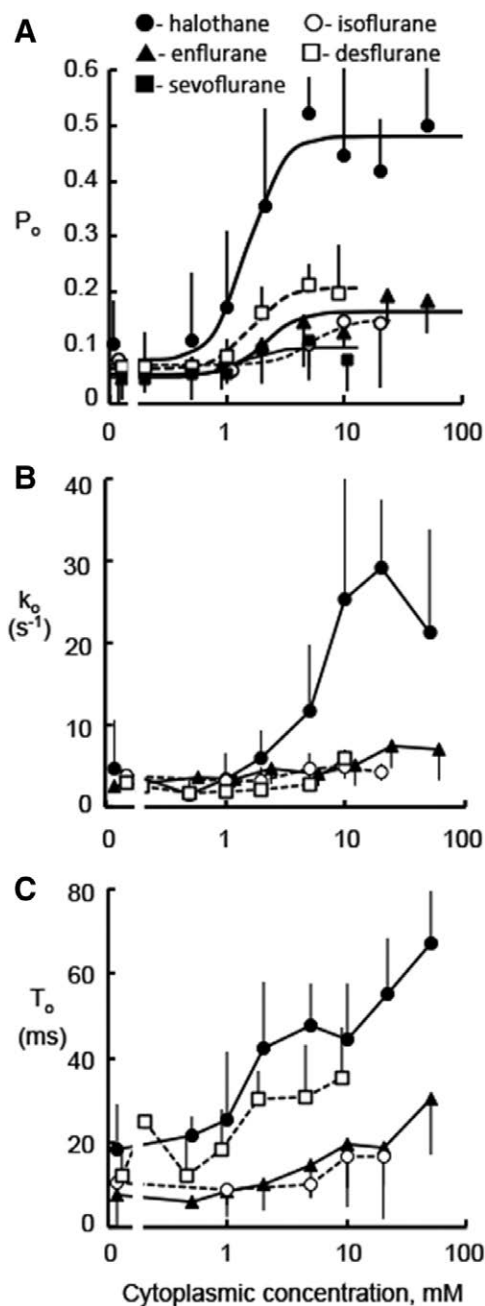 A
- halothane - isoflurane
- enflurane - desflurane
- sevoflurane
0.6
0.5
0.4
0.3
0.2
0.1
0
Po
0 1 10 100
B
40
30
20
10
0
ko
(s-1)
0 1 10 100
C
80
60
40
20
0
To
(ms)
0 1 10 100
Cytoplasmic concentration, mM